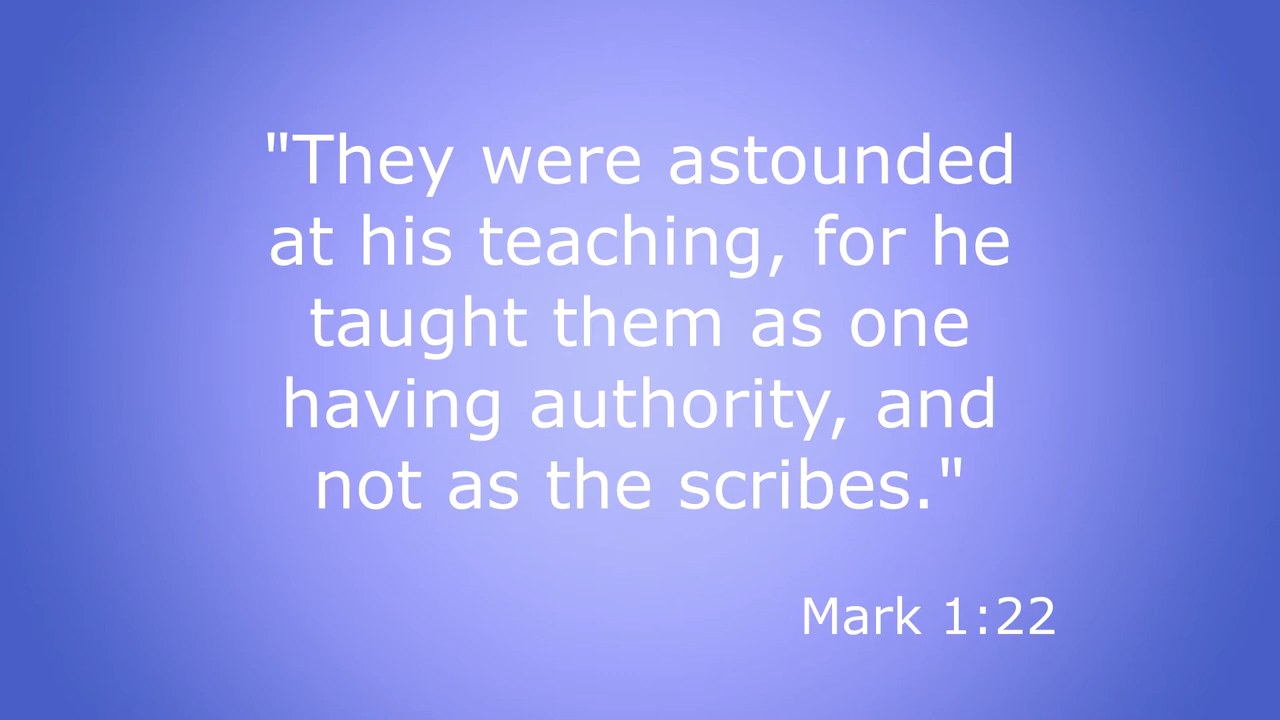 "They were astounded
at his teaching, for he
taught them as one
having authority, and
not as the scribes."
Mark 1:22